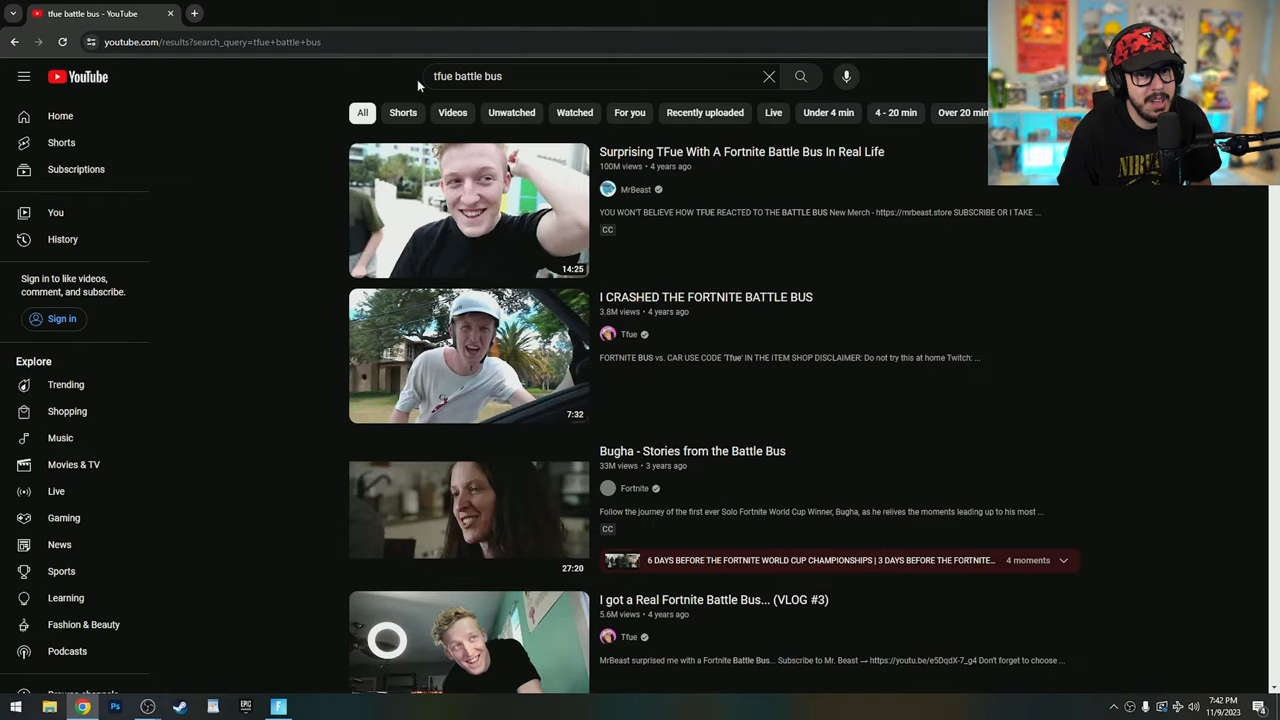 tfue battle bus - YouTube
youtube.com/results?search_query=tfue+battle+bus
YouTube
tfue battle bus
All
Shorts
Videos
Unwatched
Watched
For you
Recently uploaded
Live
Under 4 min
4 - 20 min
Over 20 min
Home
Shorts
Subscriptions
You
History
Sign in to like videos,
comment, and subscribe.
Sign in
Explore
Trending
Shopping
Music
Movies & TV
Live
Gaming
News
Sports
Learning
Fashion & Beauty
Podcasts
14:25
Surprising TFue With A Fortnite Battle Bus In Real Life
100M views • 4 years ago
MrBeast
YOU WON'T BELIEVE HOW TFUE REACTED TO THE BATTLE BUS New Merch - https://mrbeast.store SUBSCRIBE OR I TAKE ...
CC
7:32
I CRASHED THE FORTNITE BATTLE BUS
3.8M views • 4 years ago
Tfue
FORTNITE BUS vs. CAR USE CODE 'Tfue' IN THE ITEM SHOP DISCLAIMER: Do not try this at home Twitch: ...
27:20
Bugha - Stories from the Battle Bus
33M views • 3 years ago
Fortnite
Follow the journey of the first ever Solo Fortnite World Cup Winner, Bugha, as he relives the moments leading up to his most ...
CC
6 DAYS BEFORE THE FORTNITE WORLD CUP CHAMPIONSHIPS | 3 DAYS BEFORE THE FORTNITE...
4 moments
I got a Real Fortnite Battle Bus... (VLOG #3)
5.6M views • 4 years ago
Tfue
MrBeast surprised me with a Fortnite Battle Bus... Subscribe to Mr. Beast → https://youtu.be/e5DqdX-7_g4 Don't forget to choose ...
NIRVANA
7:42 PM
11/9/2023